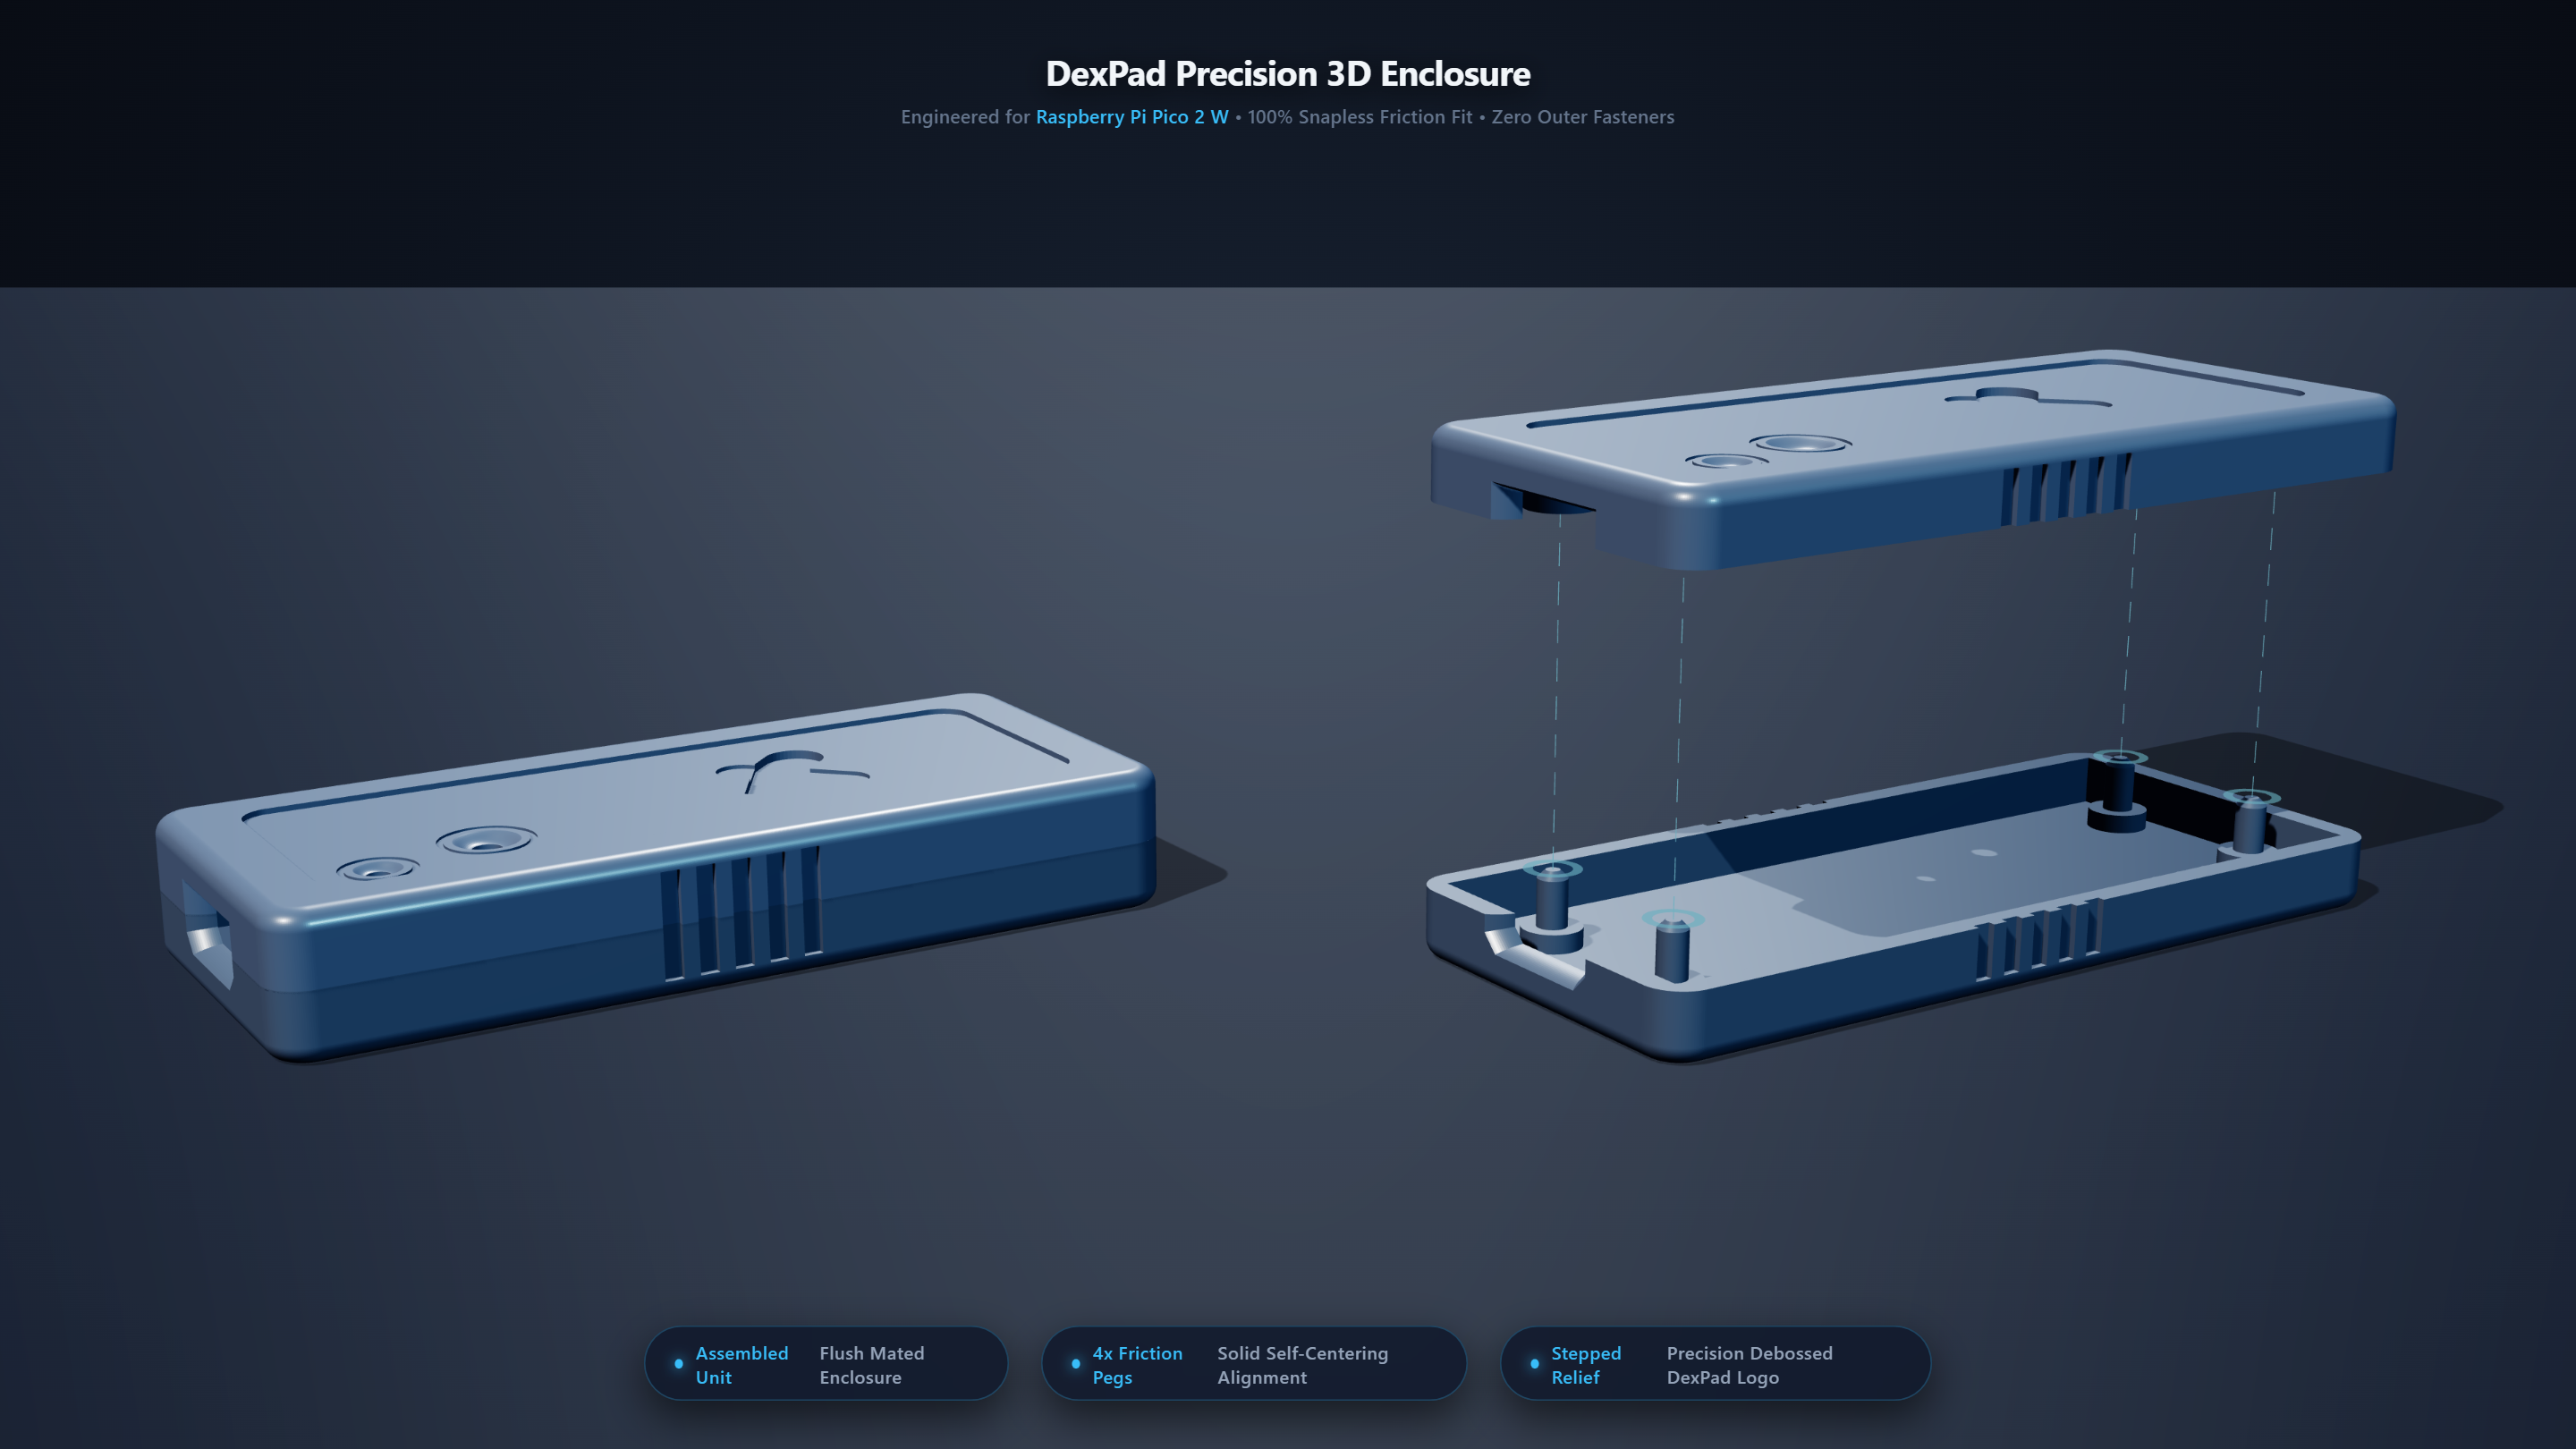 DexPad Precision 3D Enclosure
Engineered for Raspberry Pi Pico 2 W • 100% Snapless Friction Fit • Zero Outer Fasteners
Assembled
Unit
Flush Mated
Enclosure
4x Friction
Pegs
Solid Self-Centering
Alignment
Stepped
Relief
Precision Debossed
DexPad Logo